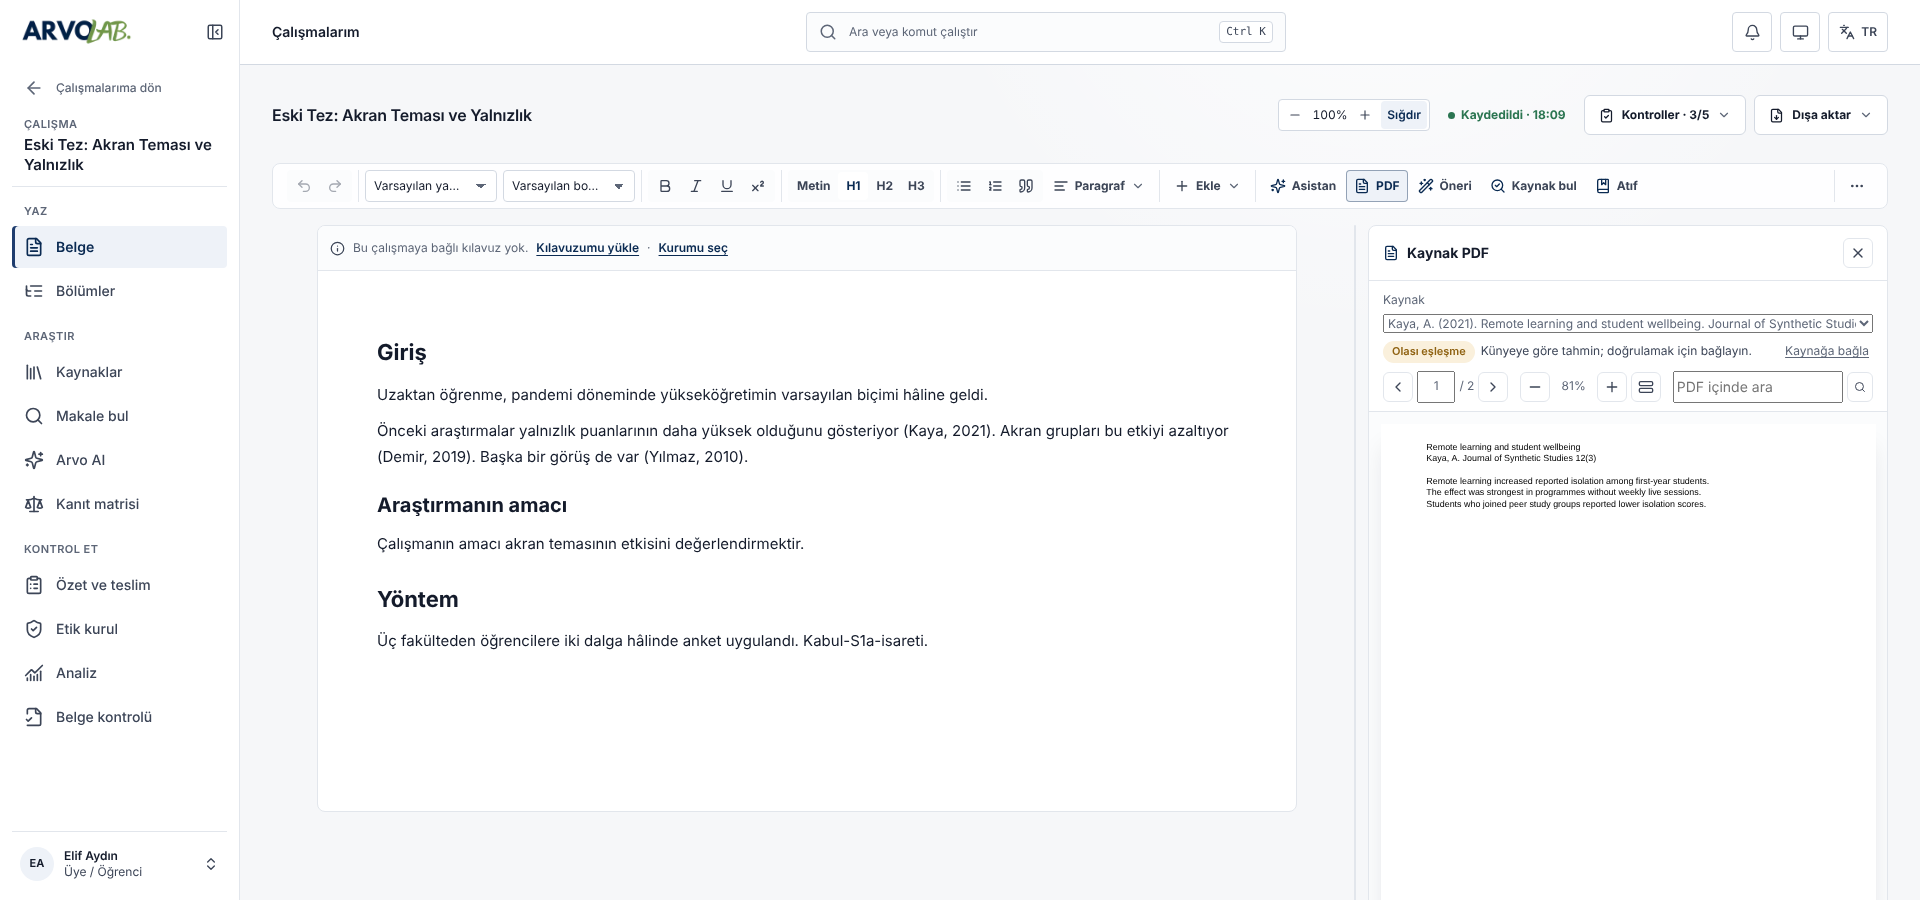 ARVOLAB.
Çalışmalarıma dön
ÇALIŞMA
Eski Tez: Akran Teması ve
Yalnızlık
YAZ
Belge
Bölümler
ARAŞTIR
Kaynaklar
Makale bul
Arvo AI
Kanıt matrisi
KONTROL ET
Özet ve teslim
Etik kurul
Analiz
Belge kontrolü
EA
Elif Aydın
Üye / Öğrenci
Çalışmalarım
Ara veya komut çalıştır
Ctrl K
TR
Eski Tez: Akran Teması ve Yalnızlık
100%
Sığdır
Kaydedildi · 18:09
Kontroller · 3/5
Dışa aktar
Varsayılan ya...
Varsayılan bo...
B I U x²
Metin H1 H2 H3
Paragraf
Ekle
Asistan
PDF
Öneri
Kaynak bul
Atıf
Bu çalışmaya bağlı kılavuz yok. Kılavuzumu yükle · Kurumu seç
Giriş
Uzaktan öğrenme, pandemi döneminde yükseköğretimin varsayılan biçimi hâline geldi.
Önceki araştırmalar yalnızlık puanlarının daha yüksek olduğunu gösteriyor (Kaya, 2021). Akran grupları bu etkiyi azaltıyor
(Demir, 2019). Başka bir görüş de var (Yılmaz, 2010).
Araştırmanın amacı
Çalışmanın amacı akran temasının etkisini değerlendirmektir.
Yöntem
Üç fakülteden öğrencilere iki dalga hâlinde anket uygulandı. Kabul-S1a-isareti.
Kaynak PDF
Kaynak
Kaya, A. (2021). Remote learning and student wellbeing. Journal of Synthetic Studi
Olası eşleşme
Künyeye göre tahmin; doğrulamak için bağlayın.
Kaynağa bağla
1 / 2
81%
PDF içinde ara
Remote learning and student wellbeing
Kaya, A. Journal of Synthetic Studies 12(3)
Remote learning increased reported isolation among first-year students.
The effect was strongest in programmes without weekly live sessions.
Students who joined peer study groups reported lower isolation scores.